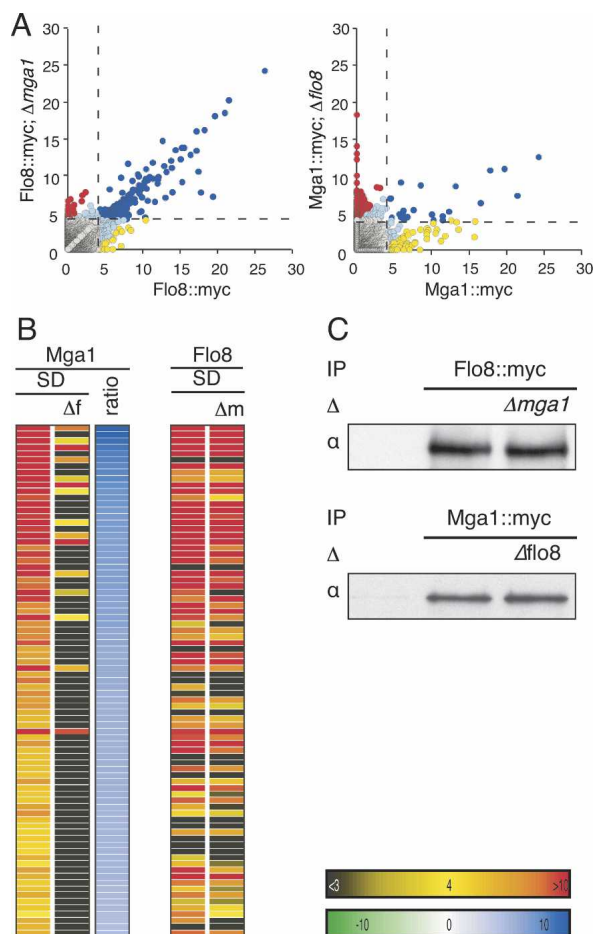 A
30
25
20
15
10
5
0
Flo8::myc; Δmga1
0 5 10 15 20 25 30
Flo8::myc
30
25
20
15
10
5
0
Mga1::myc; Δflo8
0 5 10 15 20 25 30
Mga1::myc
B
Mga1
SD
Δf
ratio
Flo8
SD
Δm
C
IP Flo8::myc
Δ Δmga1
α
IP Mga1::myc
Δ Δflo8
α
<3 4 >10
-10 0 10